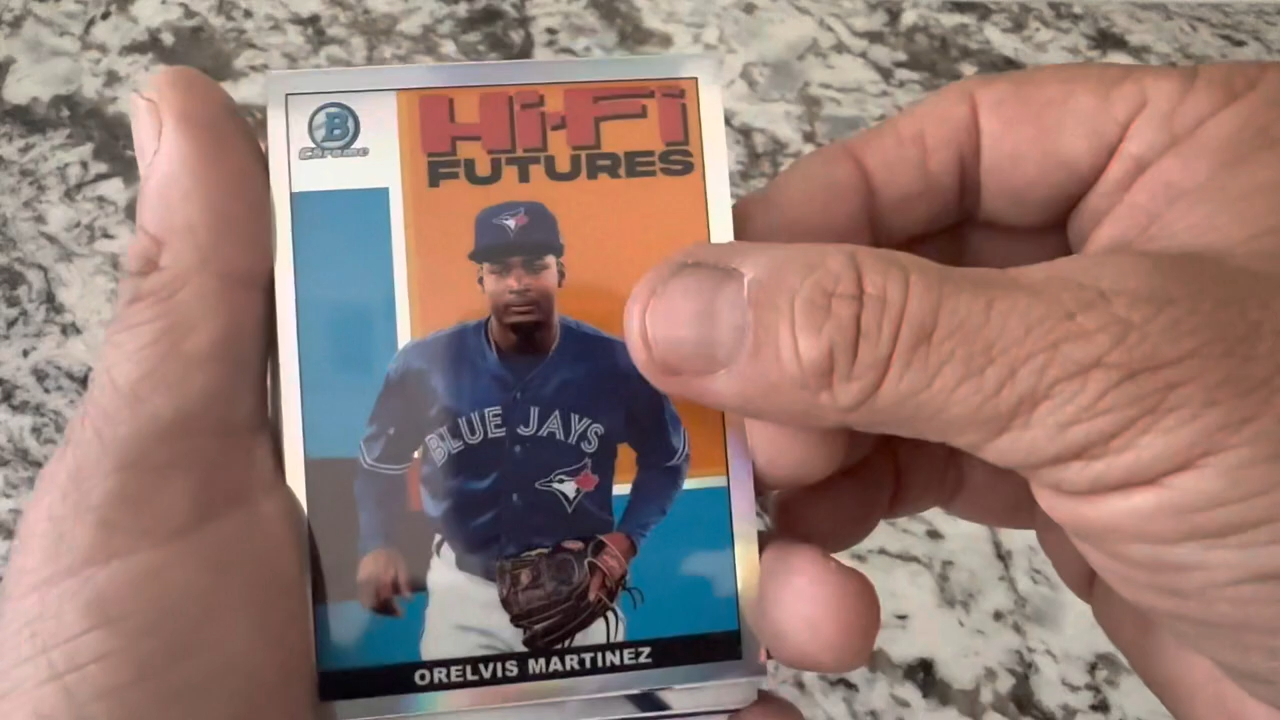 B
Chrome
Hi-Fi
FUTURES
BLUE JAYS
ORELVIS MARTINEZ